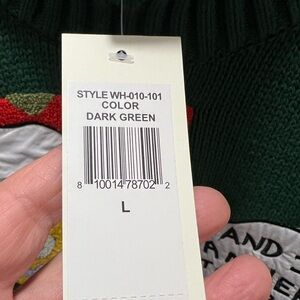 STYLE WH-010-101
COLOR
DARK GREEN
8 10014 78702 2
L
AND